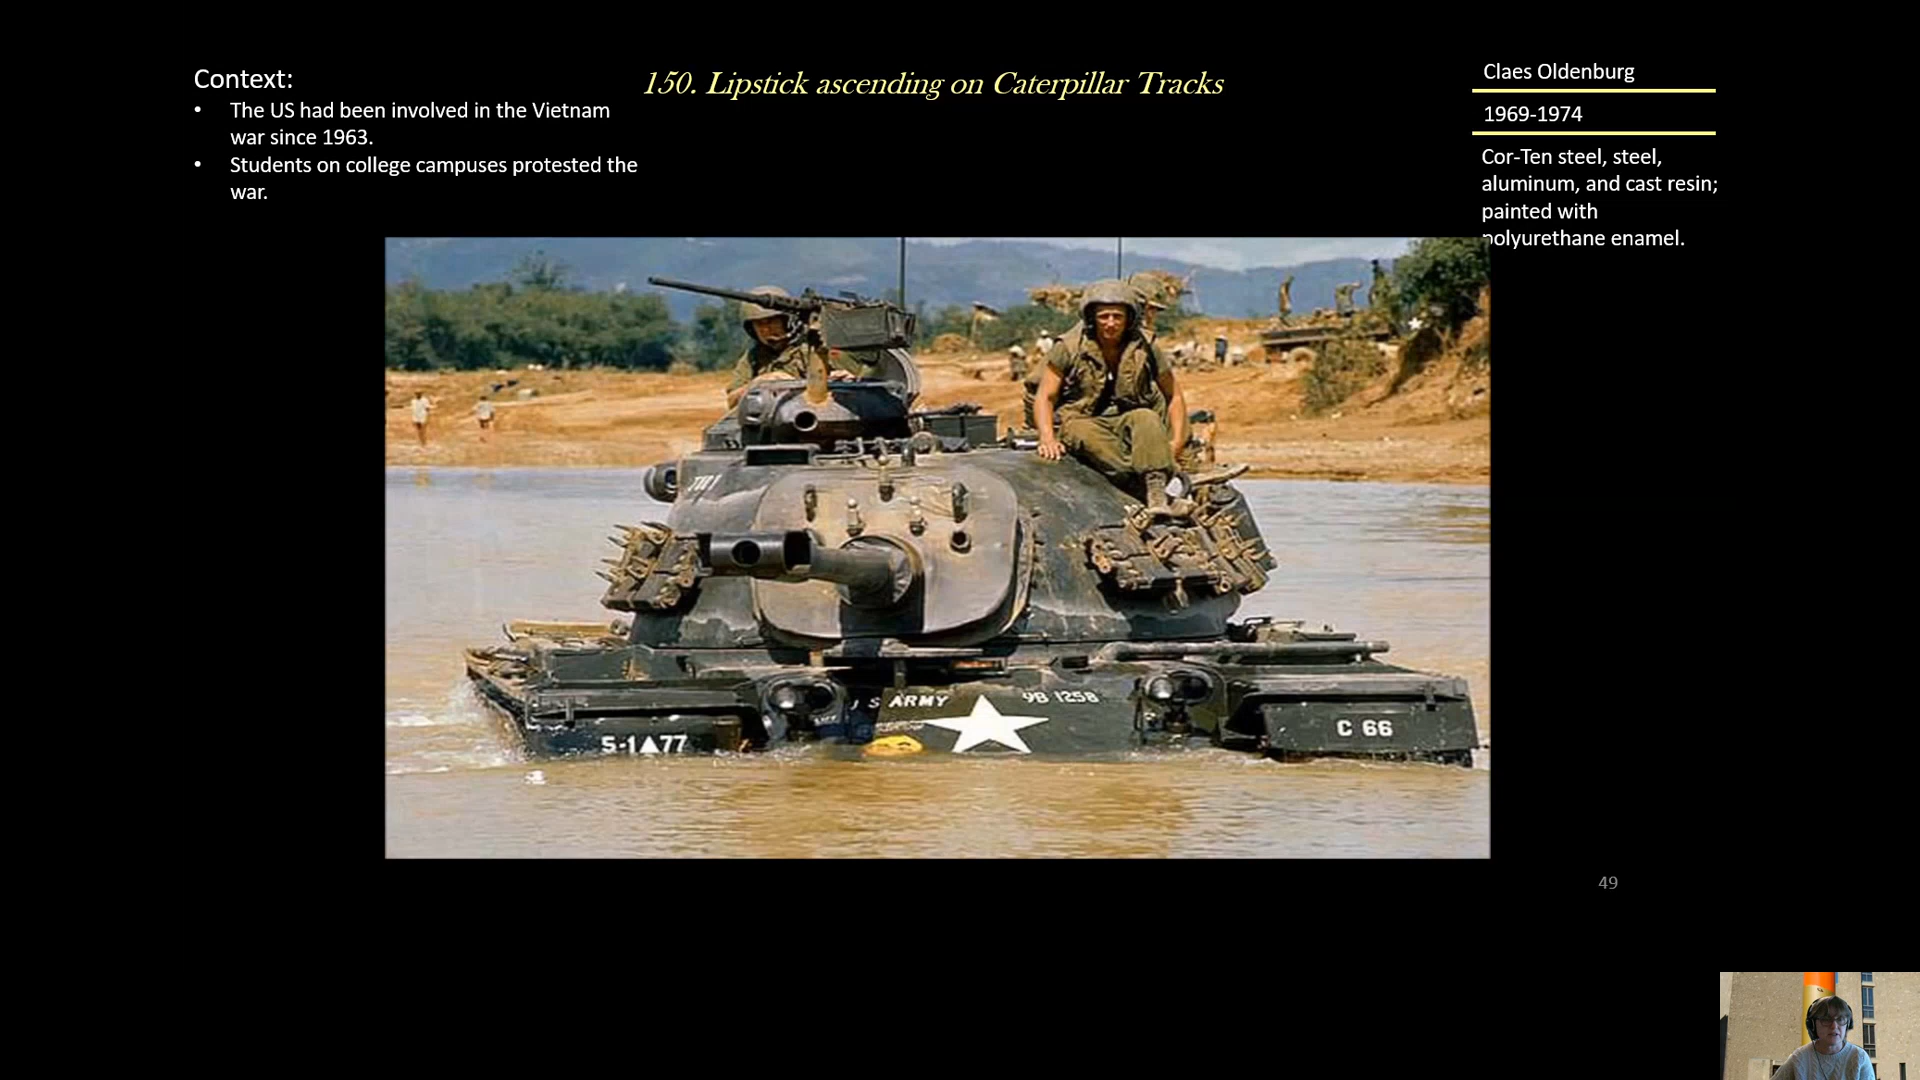 Context:
• The US had been involved in the Vietnam
war since 1963.
• Students on college campuses protested the
war.
150. Lipstick ascending on Caterpillar Tracks
Claes Oldenburg
1969-1974
Cor-Ten steel, steel,
aluminum, and cast resin;
painted with
polyurethane enamel.
U S ARMY 9B 1258
S-1▲77
C 66
49